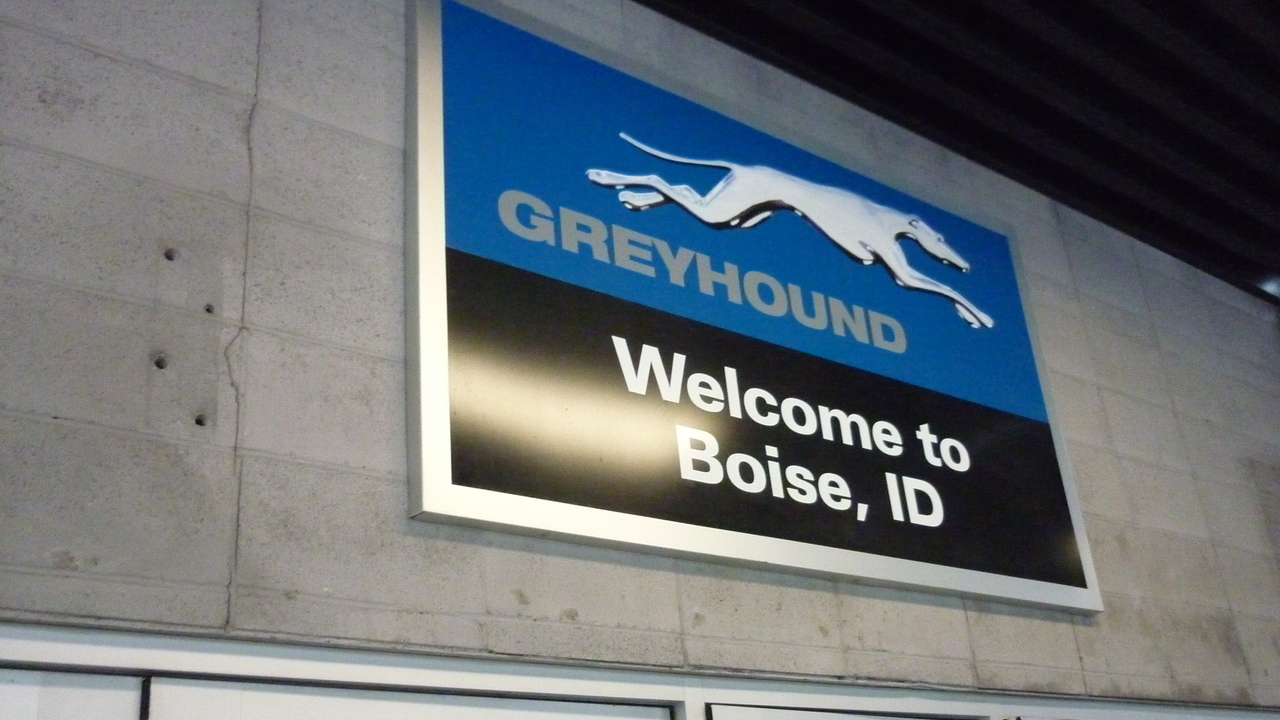 GREYHOUND
Welcome to
Boise, ID